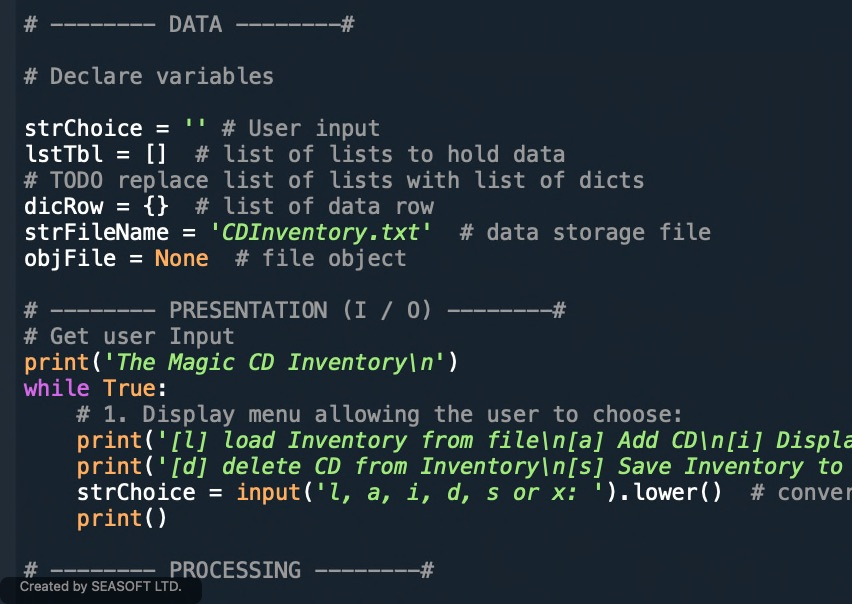 # –––––––– DATA ––––––––#
# Declare variables
strChoice = '' # User input
lstTbl = []  # list of lists to hold data
# TODO replace list of lists with list of dicts
dicRow = {}  # list of data row
strFileName = 'CDInventory.txt'  # data storage file
objFile = None  # file object
# –––––––– PRESENTATION (I / O) ––––––––#
# Get user Input
print('The Magic CD Inventory\n')
while True:
    # 1. Display menu allowing the user to choose:
    print('[l] load Inventory from file\n[a] Add CD\n[i] Displa
    print('[d] delete CD from Inventory\n[s] Save Inventory to
    strChoice = input('l, a, i, d, s or x: ').lower()  # conver
    print()
# –––––––– PROCESSING ––––––––#
Created by SEASOFT LTD.